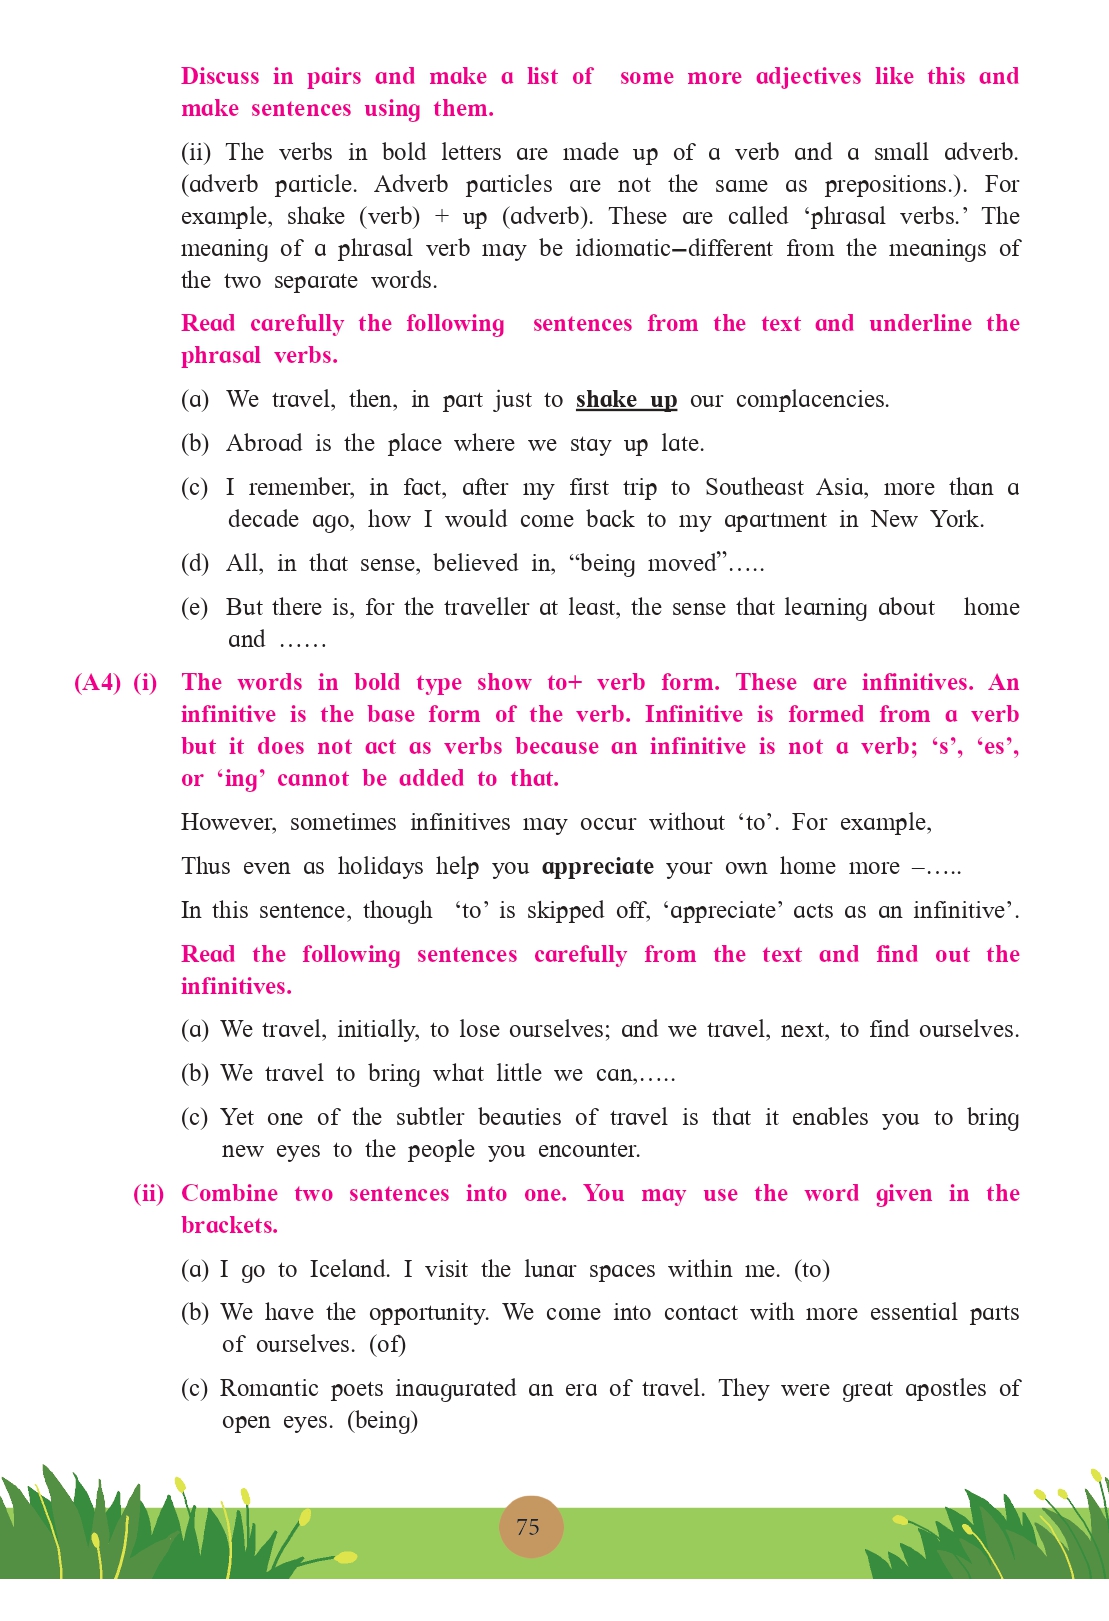 Discuss in pairs and make a list of some more adjectives like this and
make sentences using them.
(ii) The verbs in bold letters are made up of a verb and a small adverb.
(adverb particle. Adverb particles are not the same as prepositions.). For
example, shake (verb) + up (adverb). These are called ‘phrasal verbs.’ The
meaning of a phrasal verb may be idiomatic–different from the meanings of
the two separate words.
Read carefully the following sentences from the text and underline the
phrasal verbs.
(a) We travel, then, in part just to shake up our complacencies.
(b) Abroad is the place where we stay up late.
(c) I remember, in fact, after my first trip to Southeast Asia, more than a
decade ago, how I would come back to my apartment in New York.
(d) All, in that sense, believed in, “being moved”.....
(e) But there is, for the traveller at least, the sense that learning about home
and ......
(A4) (i) The words in bold type show to+ verb form. These are infinitives. An
infinitive is the base form of the verb. Infinitive is formed from a verb
but it does not act as verbs because an infinitive is not a verb; ‘s’, ‘es’,
or ‘ing’ cannot be added to that.
However, sometimes infinitives may occur without ‘to’. For example,
Thus even as holidays help you appreciate your own home more –.....
In this sentence, though ‘to’ is skipped off, ‘appreciate’ acts as an infinitive’.
Read the following sentences carefully from the text and find out the
infinitives.
(a) We travel, initially, to lose ourselves; and we travel, next, to find ourselves.
(b) We travel to bring what little we can,.....
(c) Yet one of the subtler beauties of travel is that it enables you to bring
new eyes to the people you encounter.
(ii) Combine two sentences into one. You may use the word given in the
brackets.
(a) I go to Iceland. I visit the lunar spaces within me. (to)
(b) We have the opportunity. We come into contact with more essential parts
of ourselves. (of)
(c) Romantic poets inaugurated an era of travel. They were great apostles of
open eyes. (being)
75